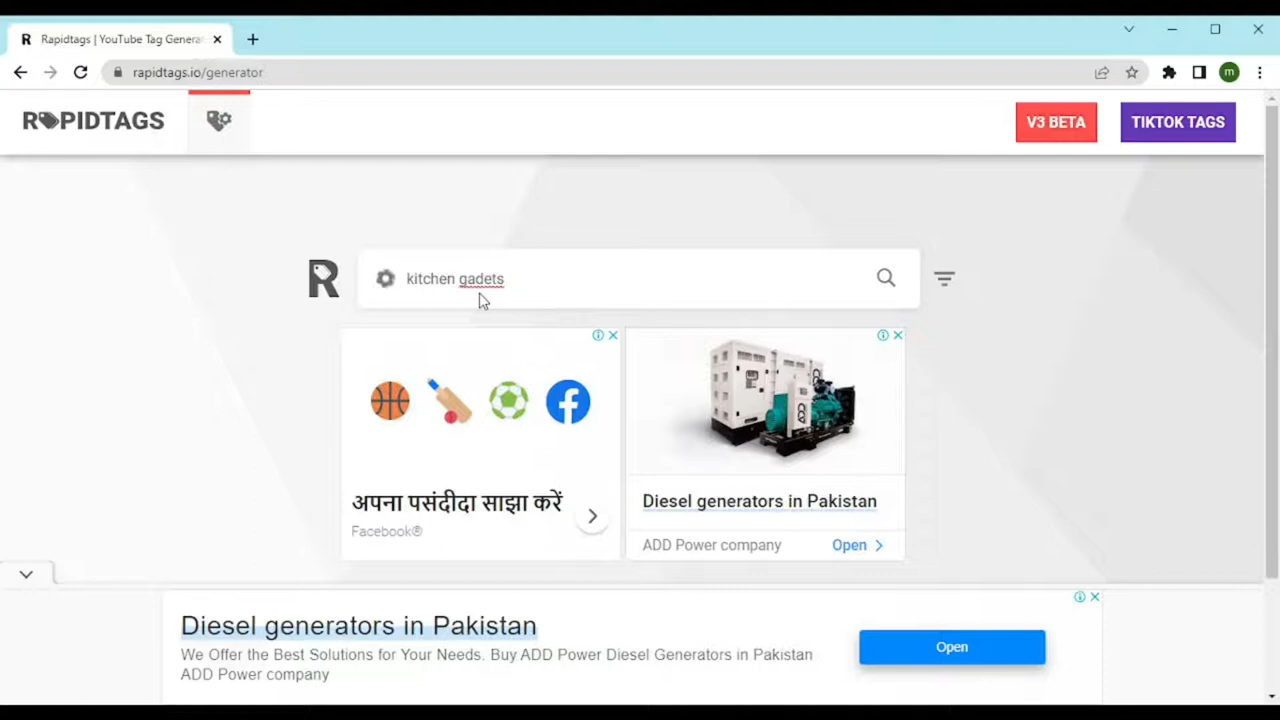 Rapidtags | YouTube Tag Genera
rapidtags.io/generator
m
RAPIDTAGS
V3 BETA
TIKTOK TAGS
R
kitchen gadets
अपना पसंदीदा साझा करें
Facebook®
Diesel generators in Pakistan
ADD Power company
Open
Diesel generators in Pakistan
We Offer the Best Solutions for Your Needs. Buy ADD Power Diesel Generators in Pakistan
ADD Power company
Open